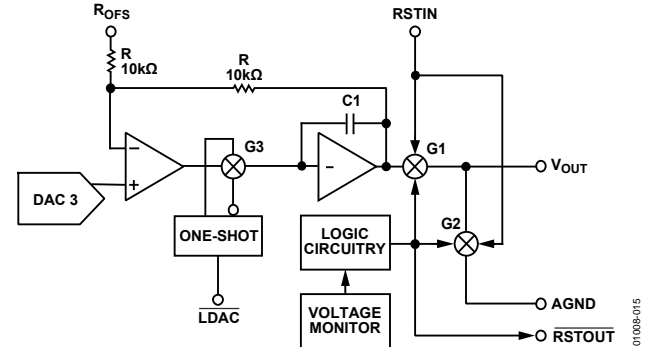 R_OFS
RSTIN
R
10kΩ
R
10kΩ
C1
G3
G1
−
+
−
DAC 3
V_OUT
ONE-SHOT
LOGIC
CIRCUITRY
G2
LDAC
VOLTAGE
MONITOR
AGND
RSTOUT
01008-015